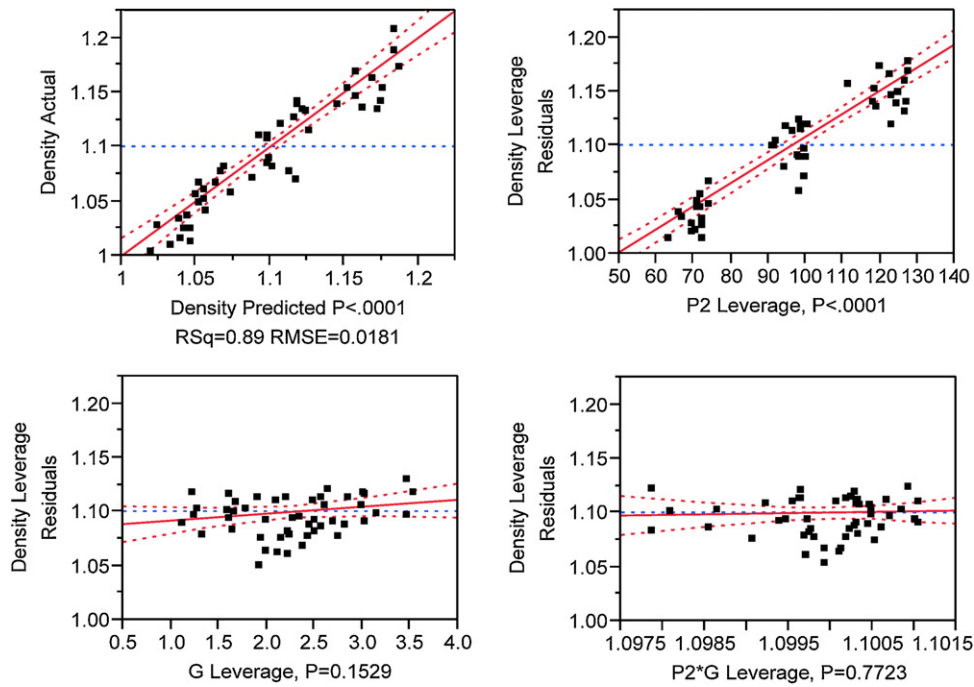 Density Actual
1.20
1.15
1.10
1.05
1
1 1.05 1.1 1.15 1.2
Density Predicted P<.0001
RSq=0.89 RMSE=0.0181
Density Leverage
Residuals
1.20
1.15
1.10
1.05
1.00
50 60 70 80 90 100 110 120 130 140
P2 Leverage, P<.0001
Density Leverage
Residuals
1.20
1.15
1.10
1.05
1.00
0.5 1.0 1.5 2.0 2.5 3.0 3.5 4.0
G Leverage, P=0.1529
Density Leverage
Residuals
1.20
1.15
1.10
1.05
1.00
1.0975 1.0985 1.0995 1.1005 1.1015
P2*G Leverage, P=0.7723